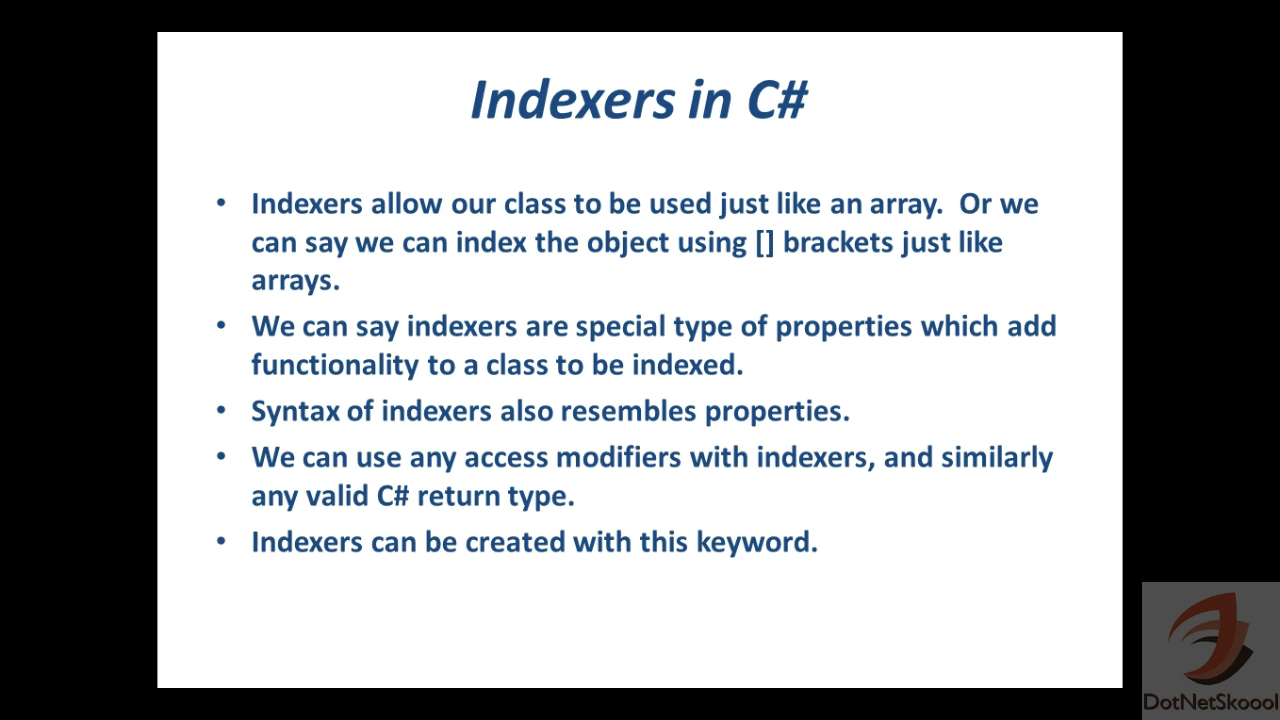 Indexers in C#
• Indexers allow our class to be used just like an array.  Or we
can say we can index the object using [] brackets just like
arrays.
• We can say indexers are special type of properties which add
functionality to a class to be indexed.
• Syntax of indexers also resembles properties.
• We can use any access modifiers with indexers, and similarly
any valid C# return type.
• Indexers can be created with this keyword.
DotNetSkoool